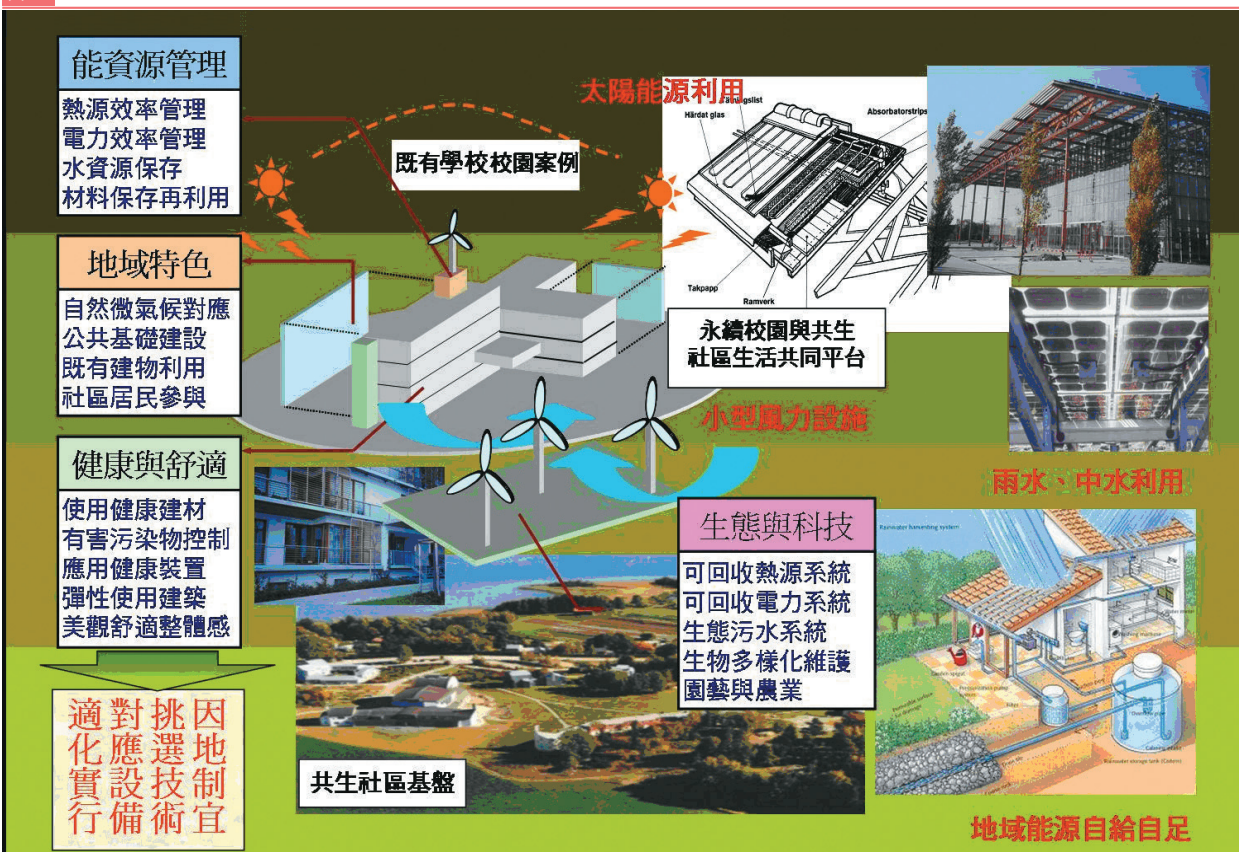 能資源管理
熱源效率管理
電力效率管理
水資源保存
材料保存再利用
地域特色
自然微氣候對應
公共基礎建設
既有建物利用
社區居民參與
健康與舒適
使用健康建材
有害污染物控制
應用健康裝置
彈性使用建築
美觀舒適整體感
因地制宜
挑選技術
對應設備
適化實行
既有學校校園案例
太陽能源利用
Härdat glas
Absorbatorstrips
Takpapp
Ramverk
永續校園與共生
社區生活共同平台
小型風力設施
雨水、中水利用
生態與科技
可回收熱源系統
可回收電力系統
生態污水系統
生物多樣化維護
園藝與農業
共生社區基盤
Rainwater harvesting system
地域能源自給自足